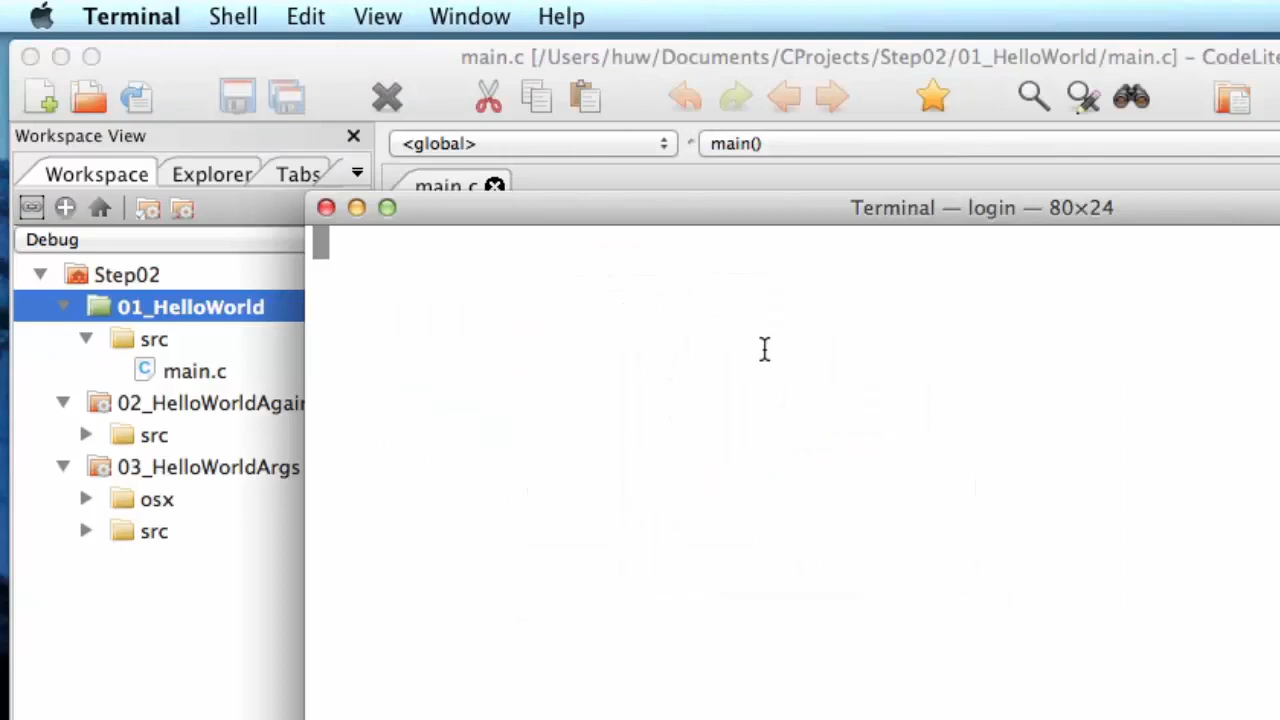 Terminal Shell Edit View Window Help
main.c [/Users/huw/Documents/CProjects/Step02/01_HelloWorld/main.c] – CodeLite
Workspace View
<global> main()
Workspace Explorer Tabs
main.c
Terminal — login — 80×24
Debug
Step02
01_HelloWorld
src
main.c
02_HelloWorldAgain
src
03_HelloWorldArgs
osx
src